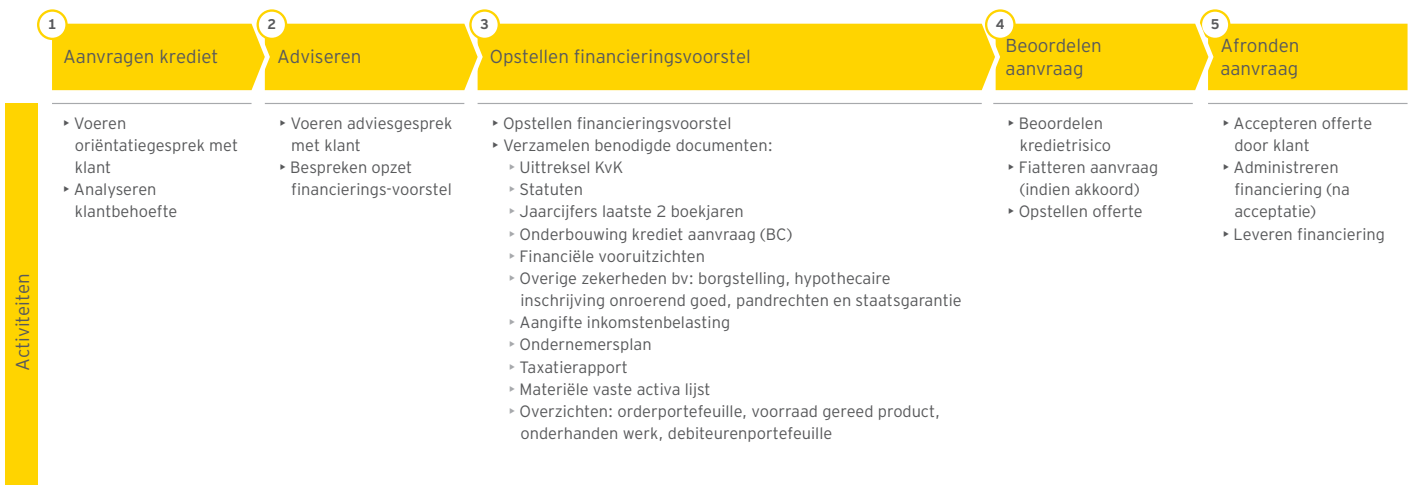 1
Aanvragen krediet
2
Adviseren
3
Opstellen financieringsvoorstel
4
Beoordelen
aanvraag
5
Afronden
aanvraag
Activiteiten
‣ Voeren
oriëntatiegesprek met
klant
‣ Analyseren
klantbehoefte
‣ Voeren adviesgesprek
met klant
‣ Bespreken opzet
financierings-voorstel
‣ Opstellen financieringsvoorstel
‣ Verzamelen benodigde documenten:
‣ Uittreksel KvK
‣ Statuten
‣ Jaarcijfers laatste 2 boekjaren
‣ Onderbouwing krediet aanvraag (BC)
‣ Financiële vooruitzichten
‣ Overige zekerheden bv: borgstelling, hypothecaire
inschrijving onroerend goed, pandrechten en staatsgarantie
‣ Aangifte inkomstenbelasting
‣ Ondernemersplan
‣ Taxatierapport
‣ Materiële vaste activa lijst
‣ Overzichten: orderportefeuille, voorraad gereed product,
onderhanden werk, debiteurenportefeuille
‣ Beoordelen
kredietrisico
‣ Fiatteren aanvraag
(indien akkoord)
‣ Opstellen offerte
‣ Accepteren offerte
door klant
‣ Administreren
financiering (na
acceptatie)
‣ Leveren financiering